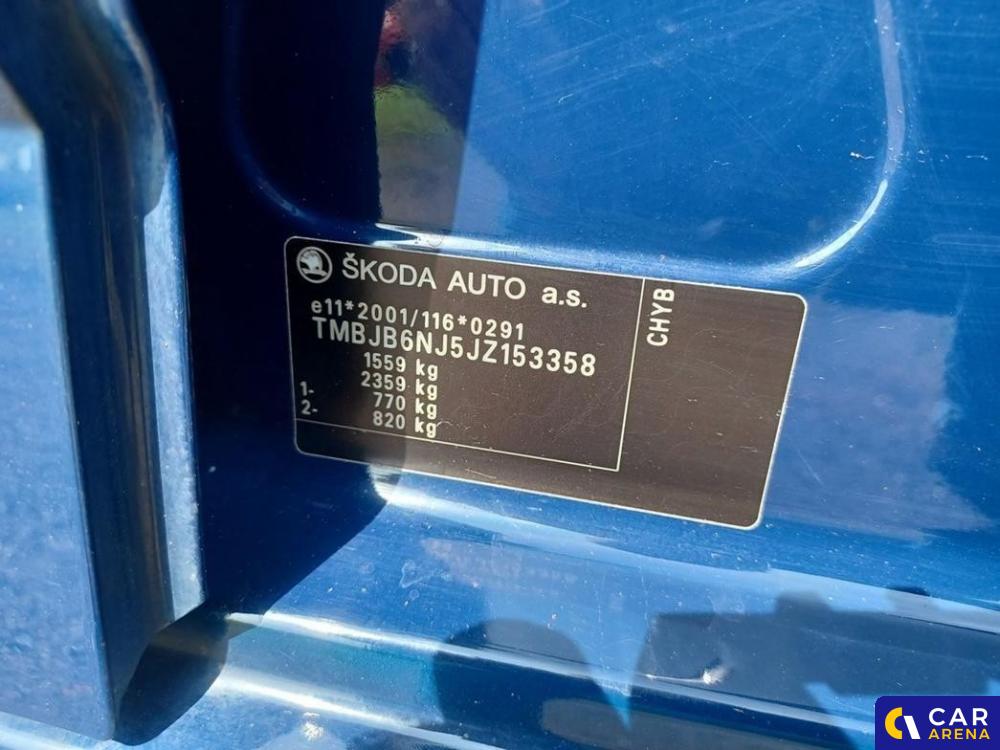 ŠKODA AUTO a.s.
e11*2001/116*0291
TMBJB6NJ5JZ153358
1559 kg
2359 kg
1- 770 kg
2- 820 kg
CHYB
CAR
ARENA